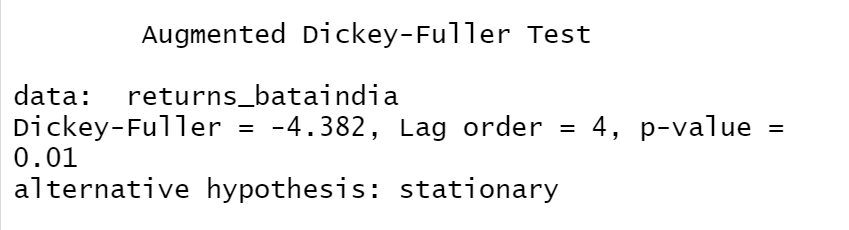 Augmented Dickey-Fuller Test
data:  returns_bataindia
Dickey-Fuller = -4.382, Lag order = 4, p-value =
0.01
alternative hypothesis: stationary